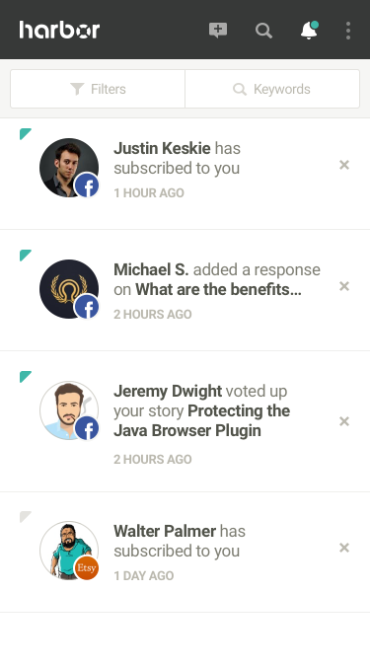 harbor
Filters
Keywords
Justin Keskie has
subscribed to you
1 HOUR AGO
Michael S. added a response
on What are the benefits...
2 HOURS AGO
Jeremy Dwight voted up
your story Protecting the
Java Browser Plugin
2 HOURS AGO
Walter Palmer has
subscribed to you
Etsy
1 DAY AGO